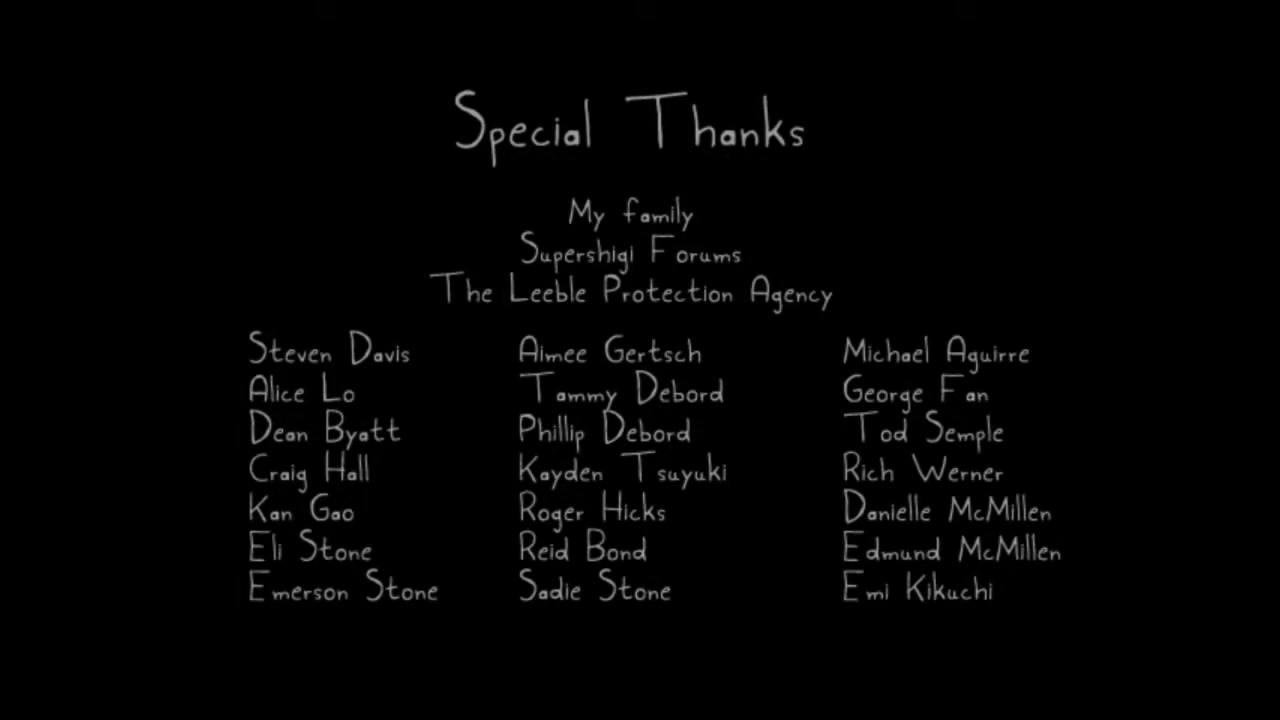 Special Thanks
My family
Supershigi Forums
The Leeble Protection Agency
Steven Davis
Alice Lo
Dean Byatt
Craig Hall
Kan Gao
Eli Stone
Emerson Stone
Aimee Gertsch
Tammy Debord
Phillip Debord
Kayden Tsuyuki
Roger Hicks
Reid Bond
Sadie Stone
Michael Aguirre
George Fan
Tod Semple
Rich Werner
Danielle McMillen
Edmund McMillen
Emi Kikuchi